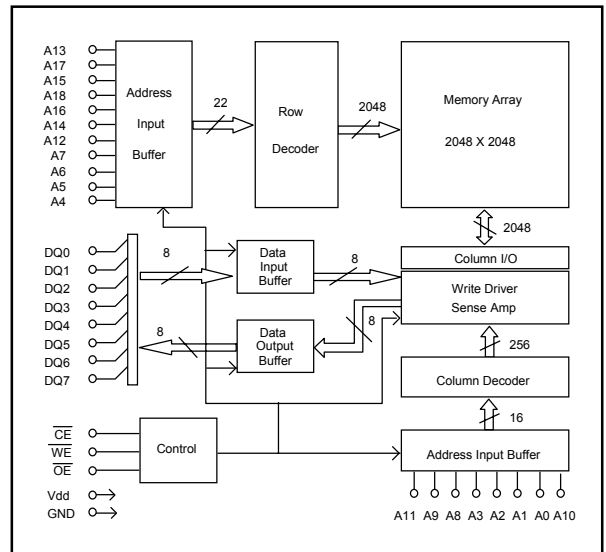 A13
A17
A15
A18
A16
A14
A12
A7
A6
A5
A4
Address
Input
Buffer
22
Row
Decoder
2048
Memory Array
2048 X 2048
2048
DQ0
DQ1
DQ2
DQ3
DQ4
DQ5
DQ6
DQ7
8
Data
Input
Buffer
8
Column I/O
Write Driver
Sense Amp
8
Data
Output
Buffer
8
256
Column Decoder
16
CE
WE
OE
Control
Address Input Buffer
Vdd
GND
A11 A9 A8 A3 A2 A1 A0 A10